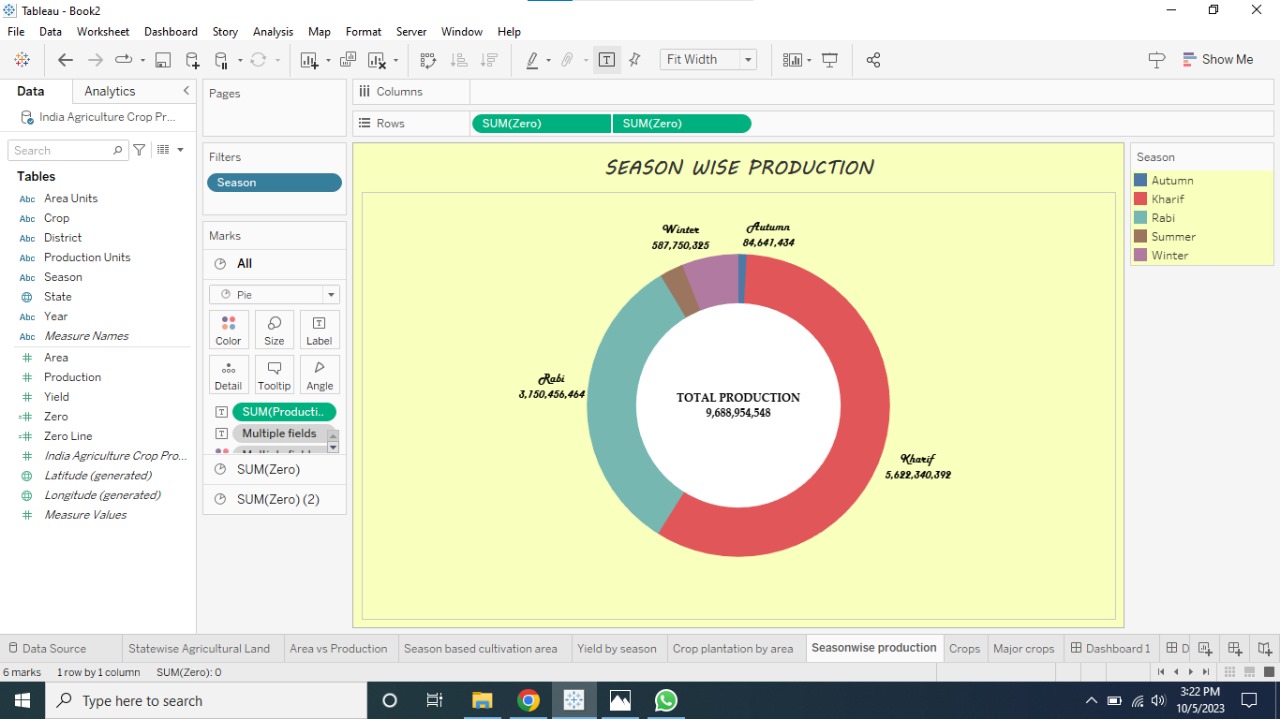 Tableau - Book2
File Data Worksheet Dashboard Story Analysis Map Format Server Window Help
Fit Width
Show Me
Data Analytics
India Agriculture Crop Pr...
Search
Tables
Abc Area Units
Abc Crop
Abc District
Abc Production Units
Abc Season
State
Abc Year
Abc Measure Names
Area
Production
Yield
Zero
Zero Line
India Agriculture Crop Pro...
Latitude (generated)
Longitude (generated)
Measure Values
Pages
Filters
Season
Marks
All
Pie
Color Size Label
Detail Tooltip Angle
SUM(Producti..
Multiple fields
SUM(Zero)
SUM(Zero) (2)
Columns
Rows SUM(Zero) SUM(Zero)
SEASON WISE PRODUCTION
Winter
587,750,325
Autumn
84,641,434
Rabi
3,150,456,464
TOTAL PRODUCTION
9,688,954,548
Kharif
5,622,340,392
Season
Autumn
Kharif
Rabi
Summer
Winter
Data Source Statewise Agricultural Land Area vs Production Season based cultivation area Yield by season Crop plantation by area Seasonwise production Crops Major crops Dashboard 1 D
6 marks 1 row by 1 column SUM(Zero): 0
Type here to search
3:22 PM
10/5/2023